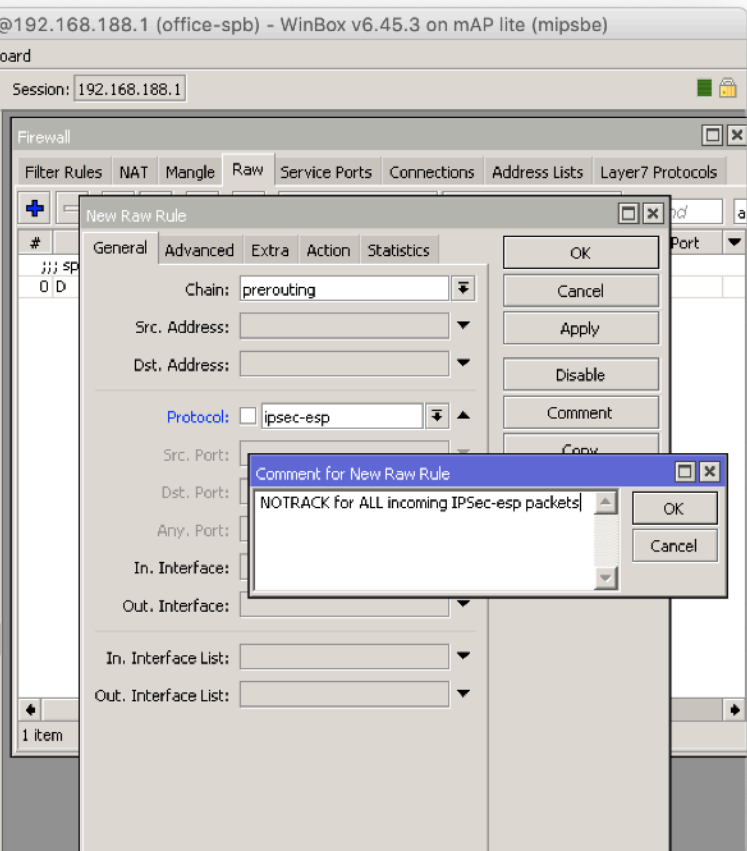 @192.168.188.1 (office-spb) - WinBox v6.45.3 on mAP lite (mipsbe)
oard
Session: 192.168.188.1
Firewall
Filter Rules NAT Mangle Raw Service Ports Connections Address Lists Layer7 Protocols
New Raw Rule
nd a
# Port
;;; sp
0 D
General Advanced Extra Action Statistics
OK
Chain: prerouting
Cancel
Src. Address:
Apply
Dst. Address:
Disable
Protocol: ipsec-esp
Comment
Src. Port:
Copy
Comment for New Raw Rule
Dst. Port:
NOTRACK for ALL incoming IPSec-esp packets
OK
Any. Port:
Cancel
In. Interface:
Out. Interface:
In. Interface List:
Out. Interface List:
1 item